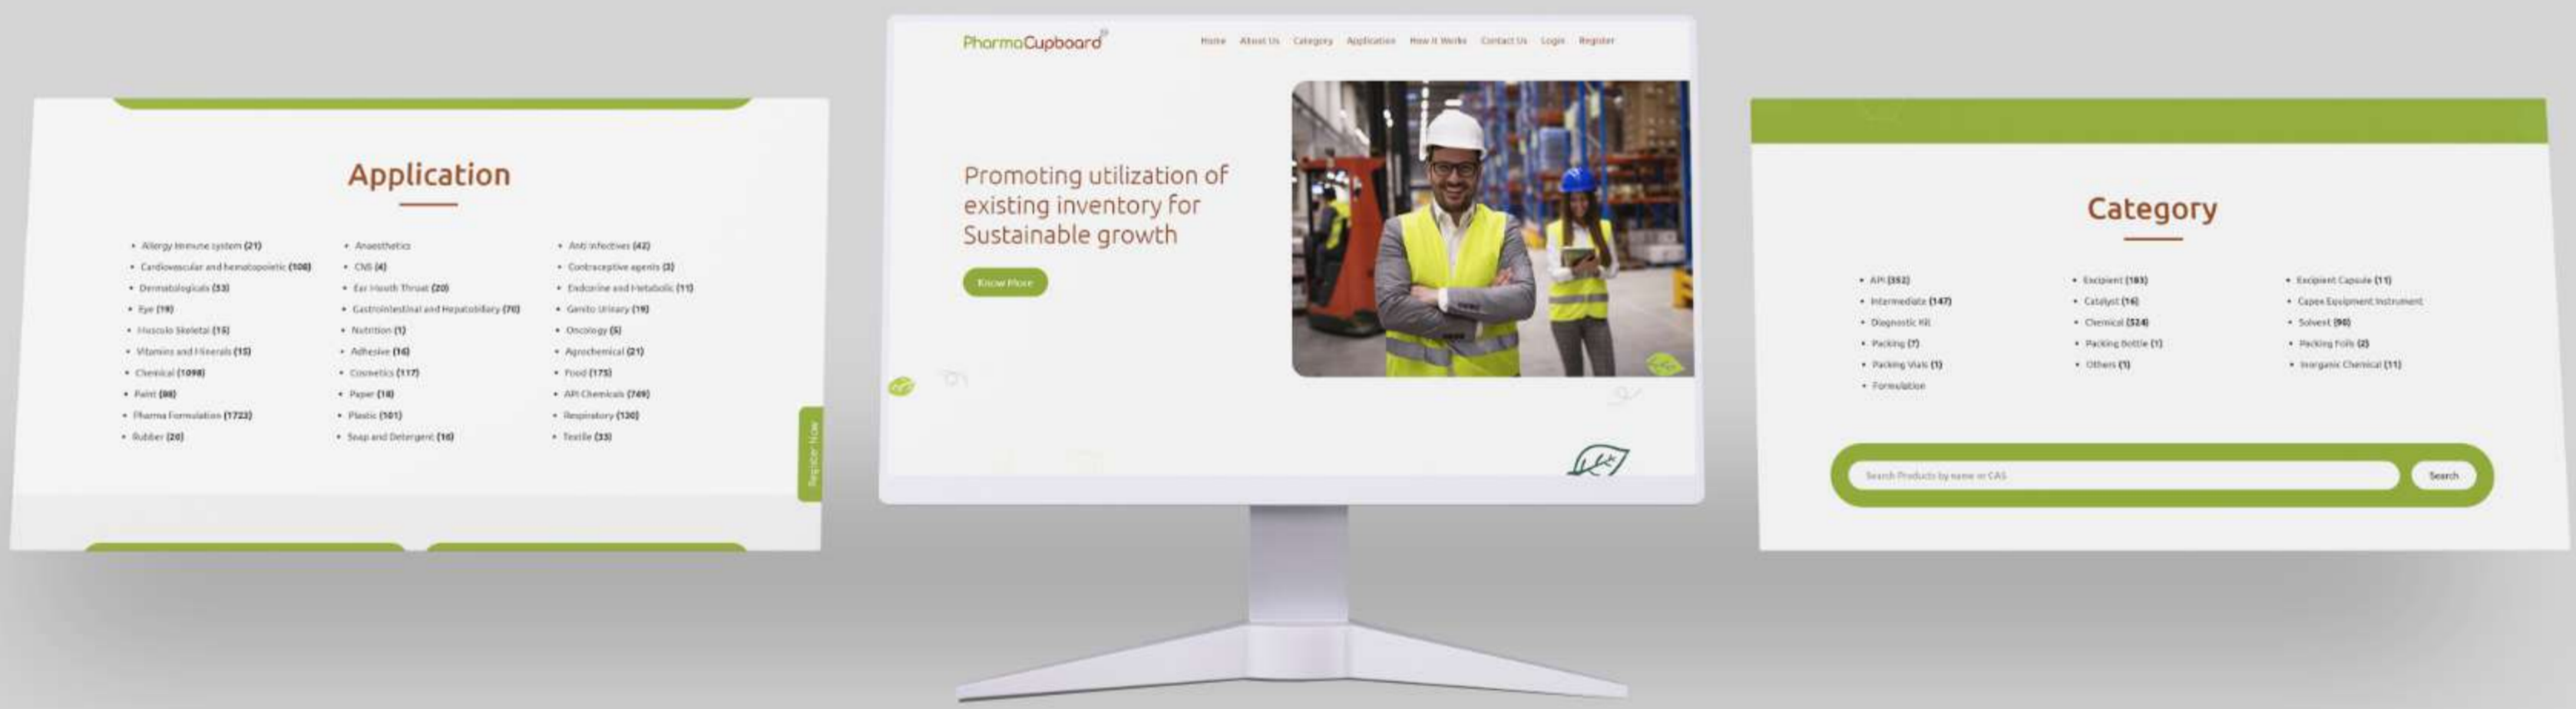 Application
Allergy Immune system (21)
Anaesthetics
Anti Infectives (42)
Cardiovascular and hematopoietic (108)
CNS (4)
Contraceptive agents (3)
Dermatologicals (53)
Ear Mouth Throat (20)
Endocrine and Metabolic (11)
Eye (19)
Gastrointestinal and Hepatobiliary (70)
Genito Urinary (19)
Musculo Skeletal (15)
Nutrition (1)
Oncology (5)
Vitamins and Minerals (15)
Adhesive (16)
Agrochemical (21)
Chemical (1098)
Cosmetics (117)
Food (175)
Paint (88)
Paper (18)
API Chemicals (769)
Pharma Formulation (1723)
Plastic (101)
Respiratory (130)
Rubber (20)
Soap and Detergent (16)
Textile (33)
Register Now
PharmaCupboard
Home About Us Category Application How It Works Contact Us Login Register
Promoting utilization of
existing inventory for
Sustainable growth
Know More
Category
API (352)
Excipient (183)
Excipient Capsule (11)
Intermediate (147)
Catalyst (16)
Capex Equipment Instrument
Diagnostic Kit
Chemical (524)
Solvent (90)
Packing (7)
Packing Bottle (1)
Packing Foils (2)
Packing Vials (1)
Others (1)
Inorganic Chemical (11)
Formulation
Search Products by name or CAS
Search